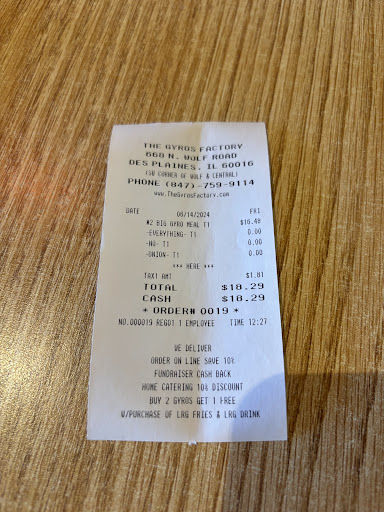 THE GYROS FACTORY
660 N. WOLF ROAD
DES PLAINES, IL 60016
(SW CORNER OF WOLF & CENTRAL)
PHONE (847)-759-9114
www.TheGyrosFactory.com
DATE 06/14/2024 FRI
#2 BIG GYRO MEAL T1 $16.48
-EVERYTHING- T1 0.00
-NO- T1 0.00
-ONION- T1 0.00
*** HERE ***
TAX1 AMT $1.81
TOTAL $18.29
CASH $18.29
* ORDER# 0019 *
NO.000019 REG01 1 EMPLOYEE TIME 12:27
WE DELIVER
ORDER ON LINE SAVE 10%
FUNDRAISER CASH BACK
HOME CATERING 10% DISCOUNT
BUY 2 GYROS GET 1 FREE
W/PURCHASE OF LRG FRIES & LRG DRINK